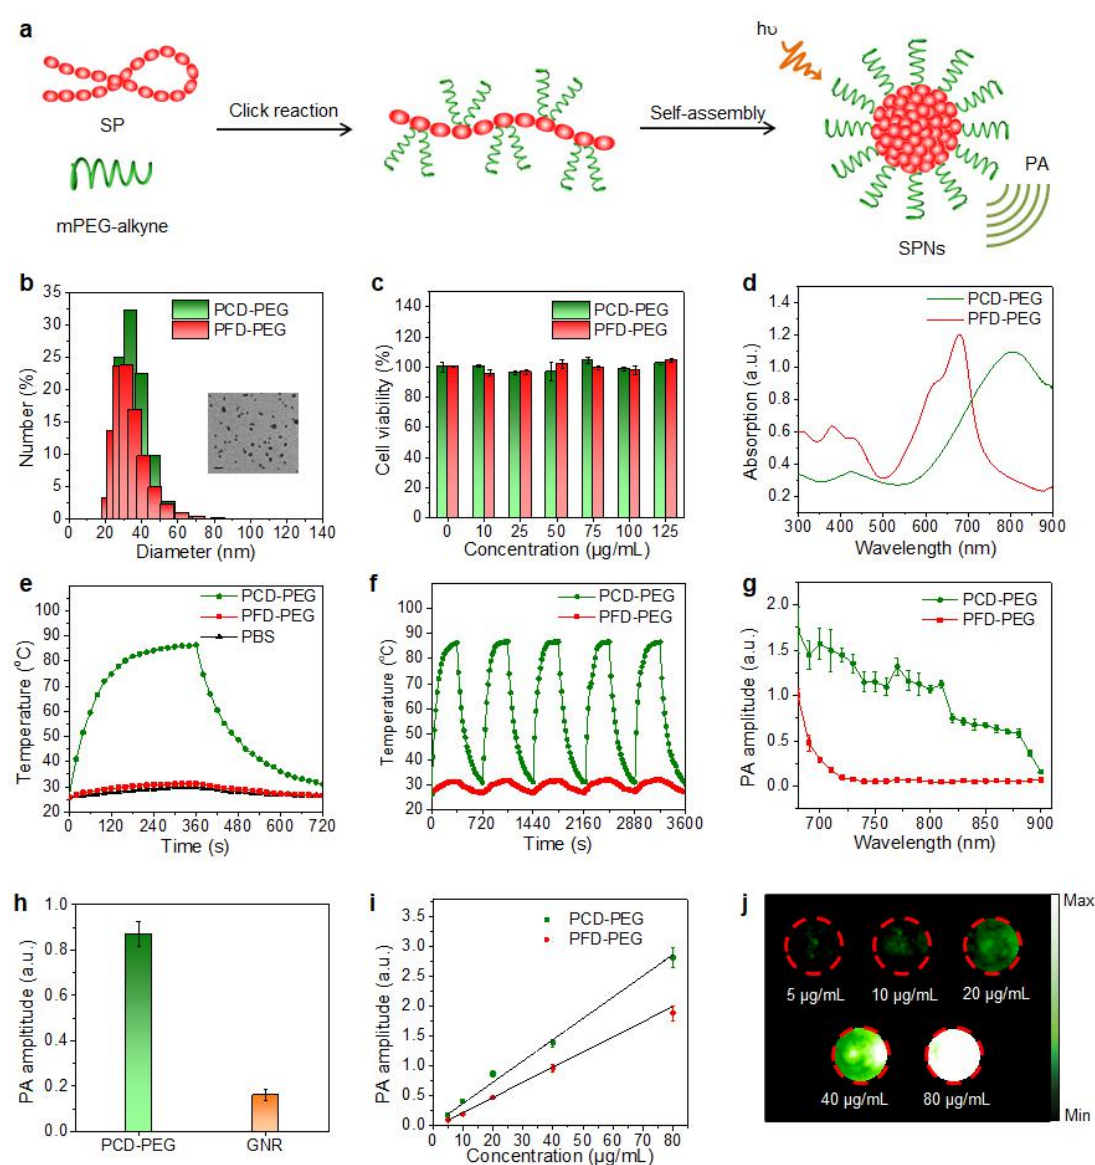 a
hυ
SP
Click reaction
Self-assembly
PA
mPEG-alkyne
SPNs
b
PCD-PEG
PFD-PEG
Number (%)
35
30
25
20
15
10
5
0
0 20 40 60 80 100 120 140
Diameter (nm)
c
PCD-PEG
PFD-PEG
Cell viability (%)
140
120
100
80
60
40
20
0
0 10 25 50 75 100 125
Concentration (µg/mL)
d
PCD-PEG
PFD-PEG
Absorption (a.u.)
1.4
1.2
1.0
0.8
0.6
0.4
0.2
300 400 500 600 700 800 900
Wavelength (nm)
e
PCD-PEG
PFD-PEG
PBS
Temperature (°C)
100
90
80
70
60
50
40
30
20
0 120 240 360 480 600 720
Time (s)
f
PCD-PEG
PFD-PEG
Temperature (°C)
100
90
80
70
60
50
40
30
20
0 720 1440 2160 2880 3600
Time (s)
g
PCD-PEG
PFD-PEG
PA amplitude (a.u.)
2.0
1.5
1.0
0.5
0.0
700 750 800 850 900
Wavelength (nm)
h
PA ampltitude (a.u.)
1.0
0.8
0.6
0.4
0.2
0.0
PCD-PEG GNR
i
PCD-PEG
PFD-PEG
PA amplitude (a.u.)
3.5
3.0
2.5
2.0
1.5
1.0
0.5
0.0
0 10 20 30 40 50 60 70 80
Concentration (µg/mL)
j
Max
5 µg/mL 10 µg/mL 20 µg/mL
40 µg/mL 80 µg/mL
Min